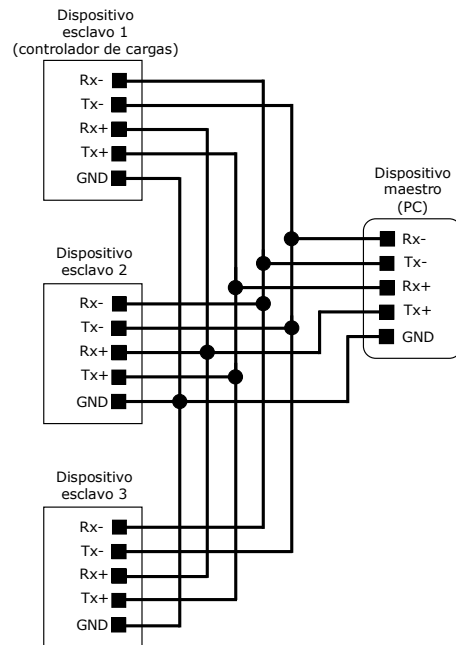 Dispositivo
esclavo 1
(controlador de cargas)
Rx-
Tx-
Rx+
Tx+
GND
Dispositivo
maestro
(PC)
Rx-
Tx-
Rx+
Tx+
GND
Dispositivo
esclavo 2
Rx-
Tx-
Rx+
Tx+
GND
Dispositivo
esclavo 3
Rx-
Tx-
Rx+
Tx+
GND